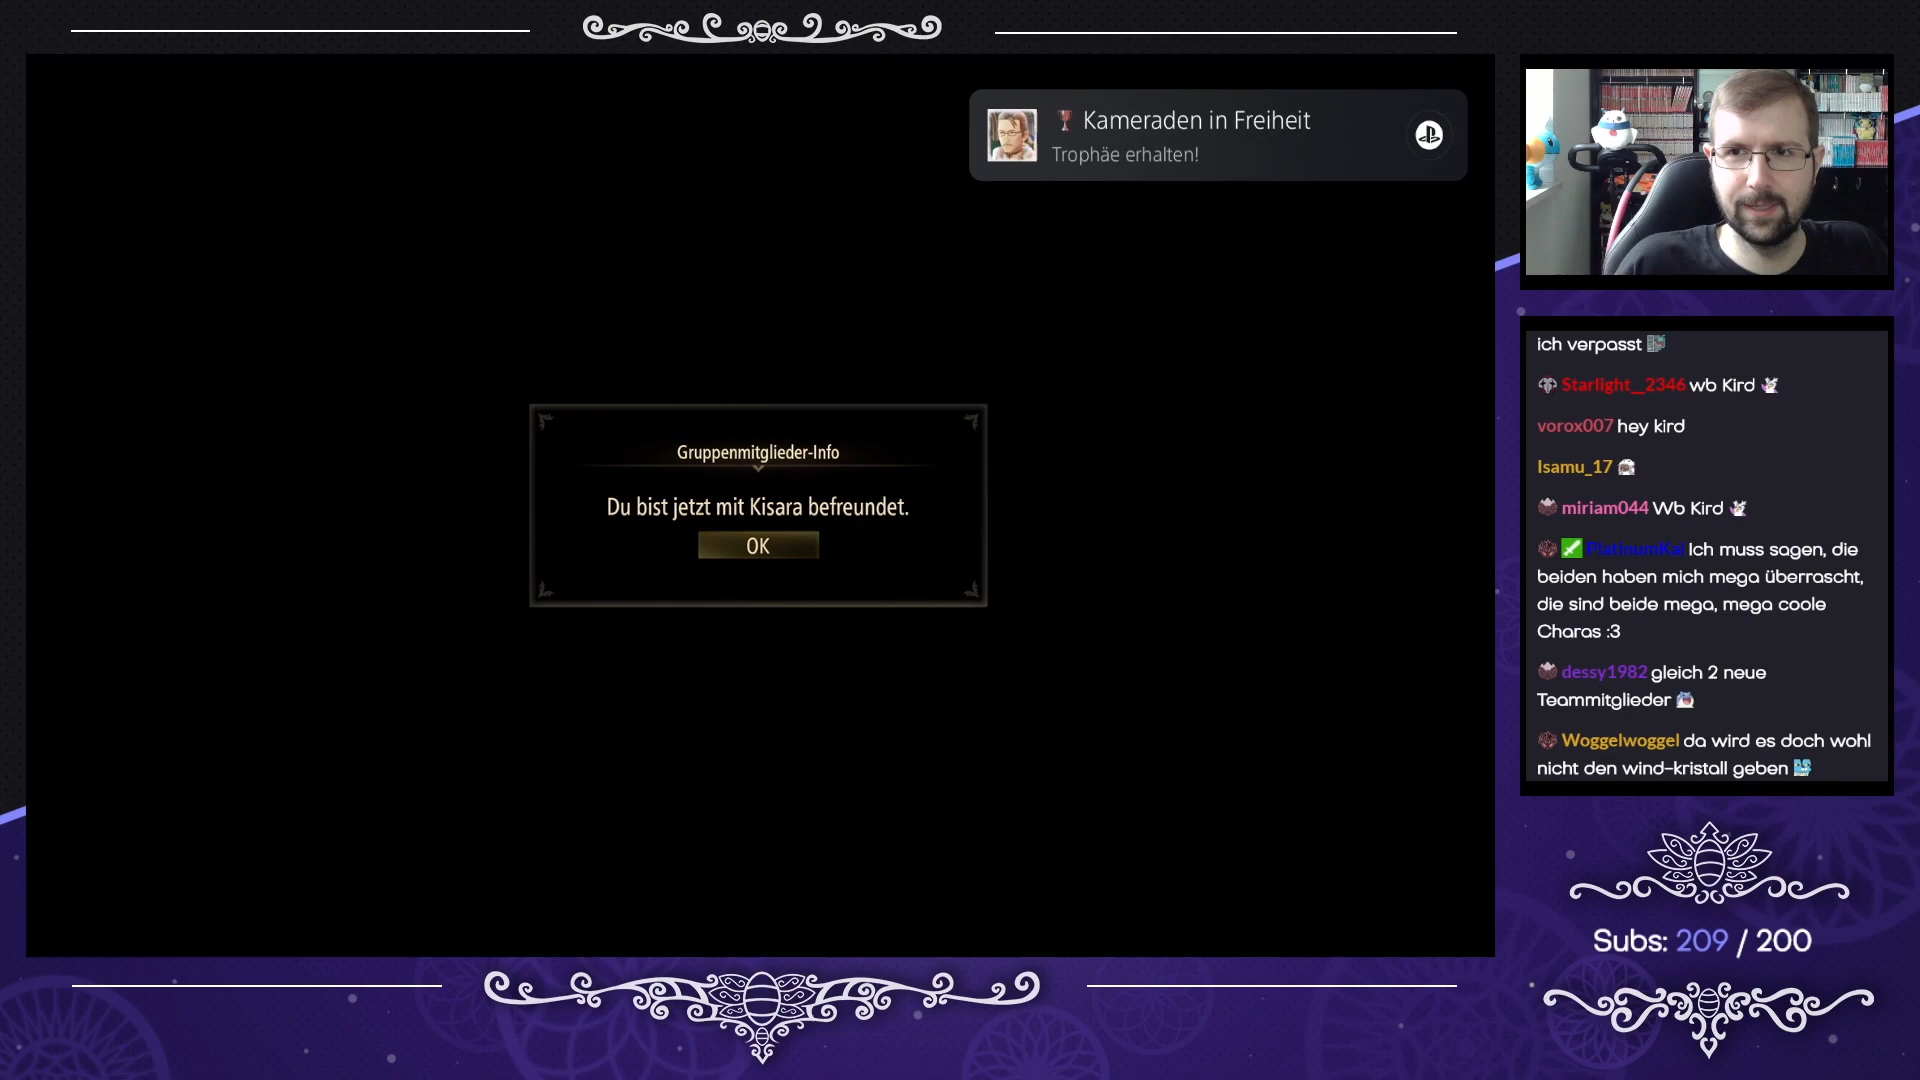 Kameraden in Freiheit
Trophäe erhalten!
Gruppenmitglieder-Info
Du bist jetzt mit Kisara befreundet.
OK
ich verpasst
Starlight__2346 wb Kird
vorox007 hey kird
Isamu_17
miriam044 Wb Kird
PlatinumKai Ich muss sagen, die
beiden haben mich mega überrascht,
die sind beide mega, mega coole
Charas :3
dessy1982 gleich 2 neue
Teammitglieder
Woggelwoggel da wird es doch wohl
nicht den wind-kristall geben
Subs: 209 / 200